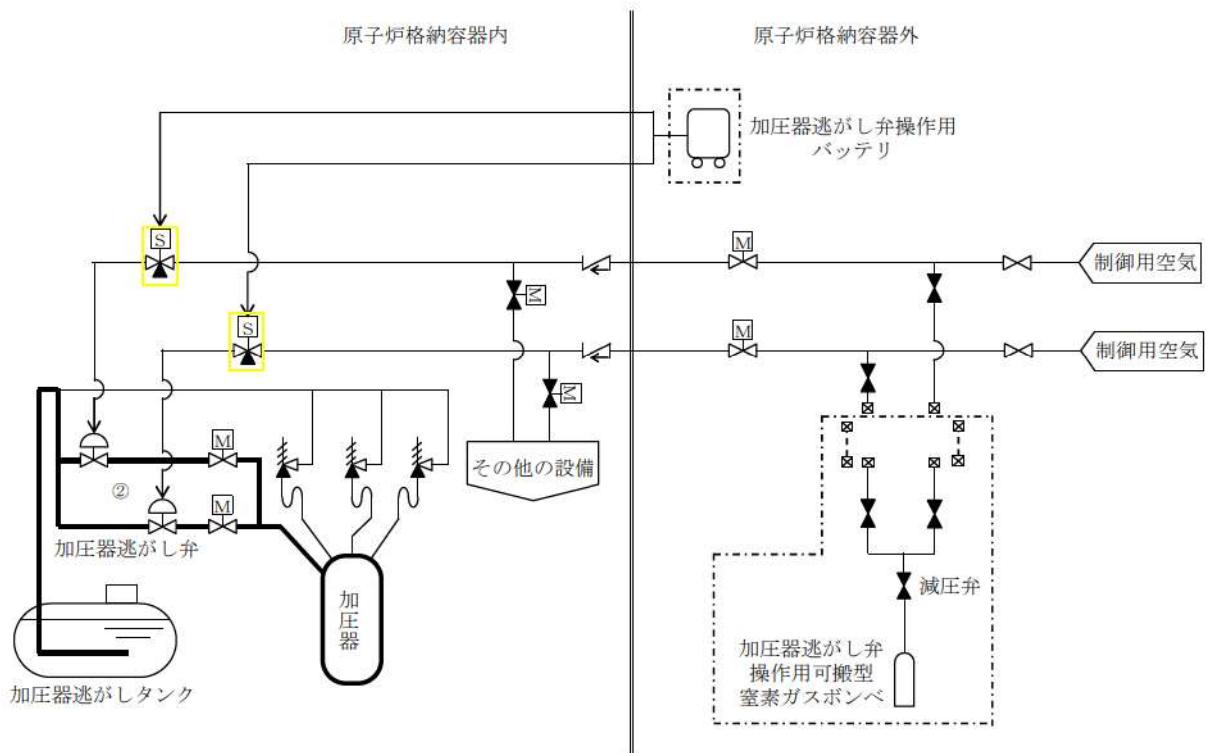 原子炉格納容器内
原子炉格納容器外
加圧器逃がし弁操作用
バッテリ
S
M
制御用空気
M
S
M
制御用空気
M
M
その他の設備
②
M
加圧器逃がし弁
減圧弁
加圧器
加圧器逃がし弁
操作用可搬型
窒素ガスボンベ
加圧器逃がしタンク